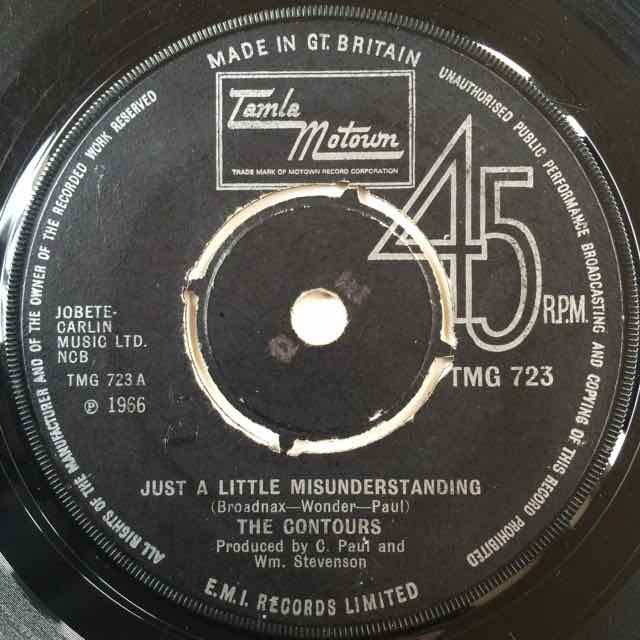 MADE IN GT. BRITAIN
Tamla
Motown
TRADE MARK OF MOTOWN RECORD CORPORATION
45
R.P.M.
UNAUTHORISED PUBLIC PERFORMANCE BROADCASTING AND COPYING OF THIS RECORD PROHIBITED
ALL RIGHTS OF THE MANUFACTURER AND OF THE OWNER OF THE RECORDED WORK RESERVED
JOBETE-
CARLIN
MUSIC LTD.
NCB
TMG 723 A
℗ 1966
TMG 723
JUST A LITTLE MISUNDERSTANDING
(Broadnax—Wonder—Paul)
THE CONTOURS
Produced by C. Paul and
Wm. Stevenson
E.M.I. RECORDS LIMITED